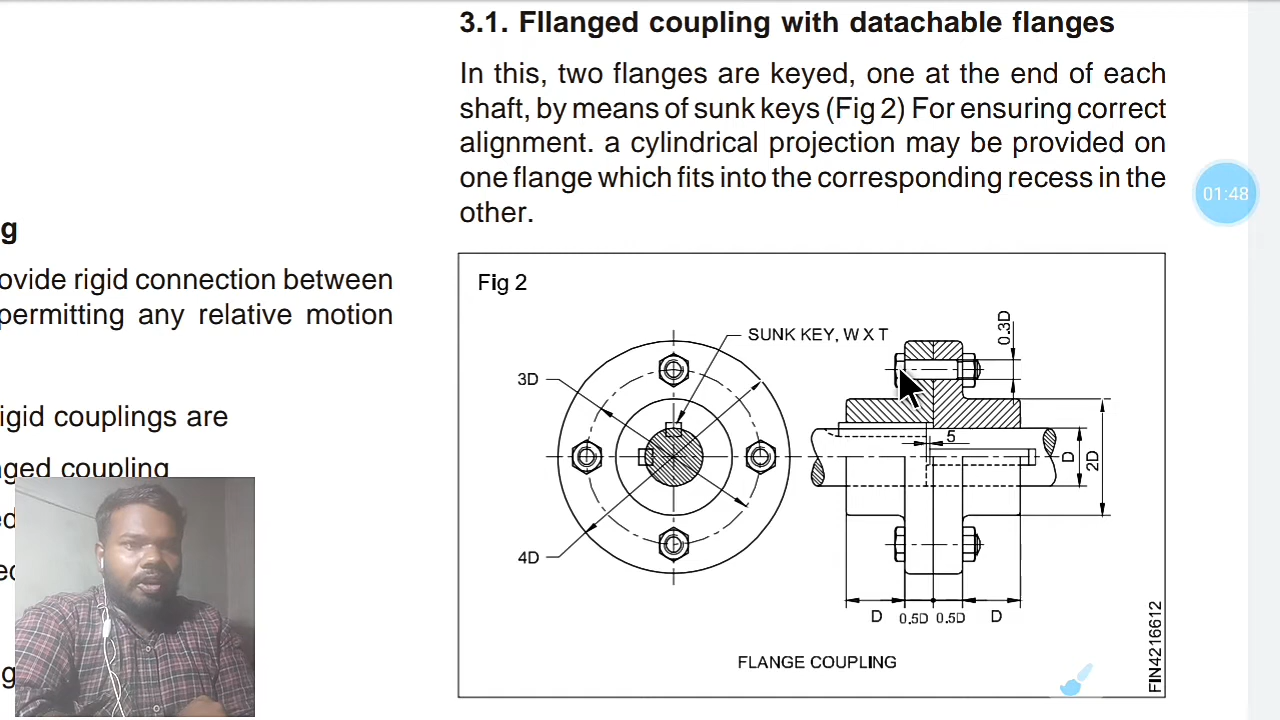 3.1. Fllanged coupling with datachable flanges
In this, two flanges are keyed, one at the end of each
shaft, by means of sunk keys (Fig 2) For ensuring correct
alignment. a cylindrical projection may be provided on
one flange which fits into the corresponding recess in the
other.
01:48
g
ovide rigid connection between
permitting any relative motion
igid couplings are
nged coupling
ed
ec
g
Fig 2
SUNK KEY, W X T
3D
4D
0.3D
5
D
2D
D
0.5D
0.5D
D
FLANGE COUPLING
FIN4216612